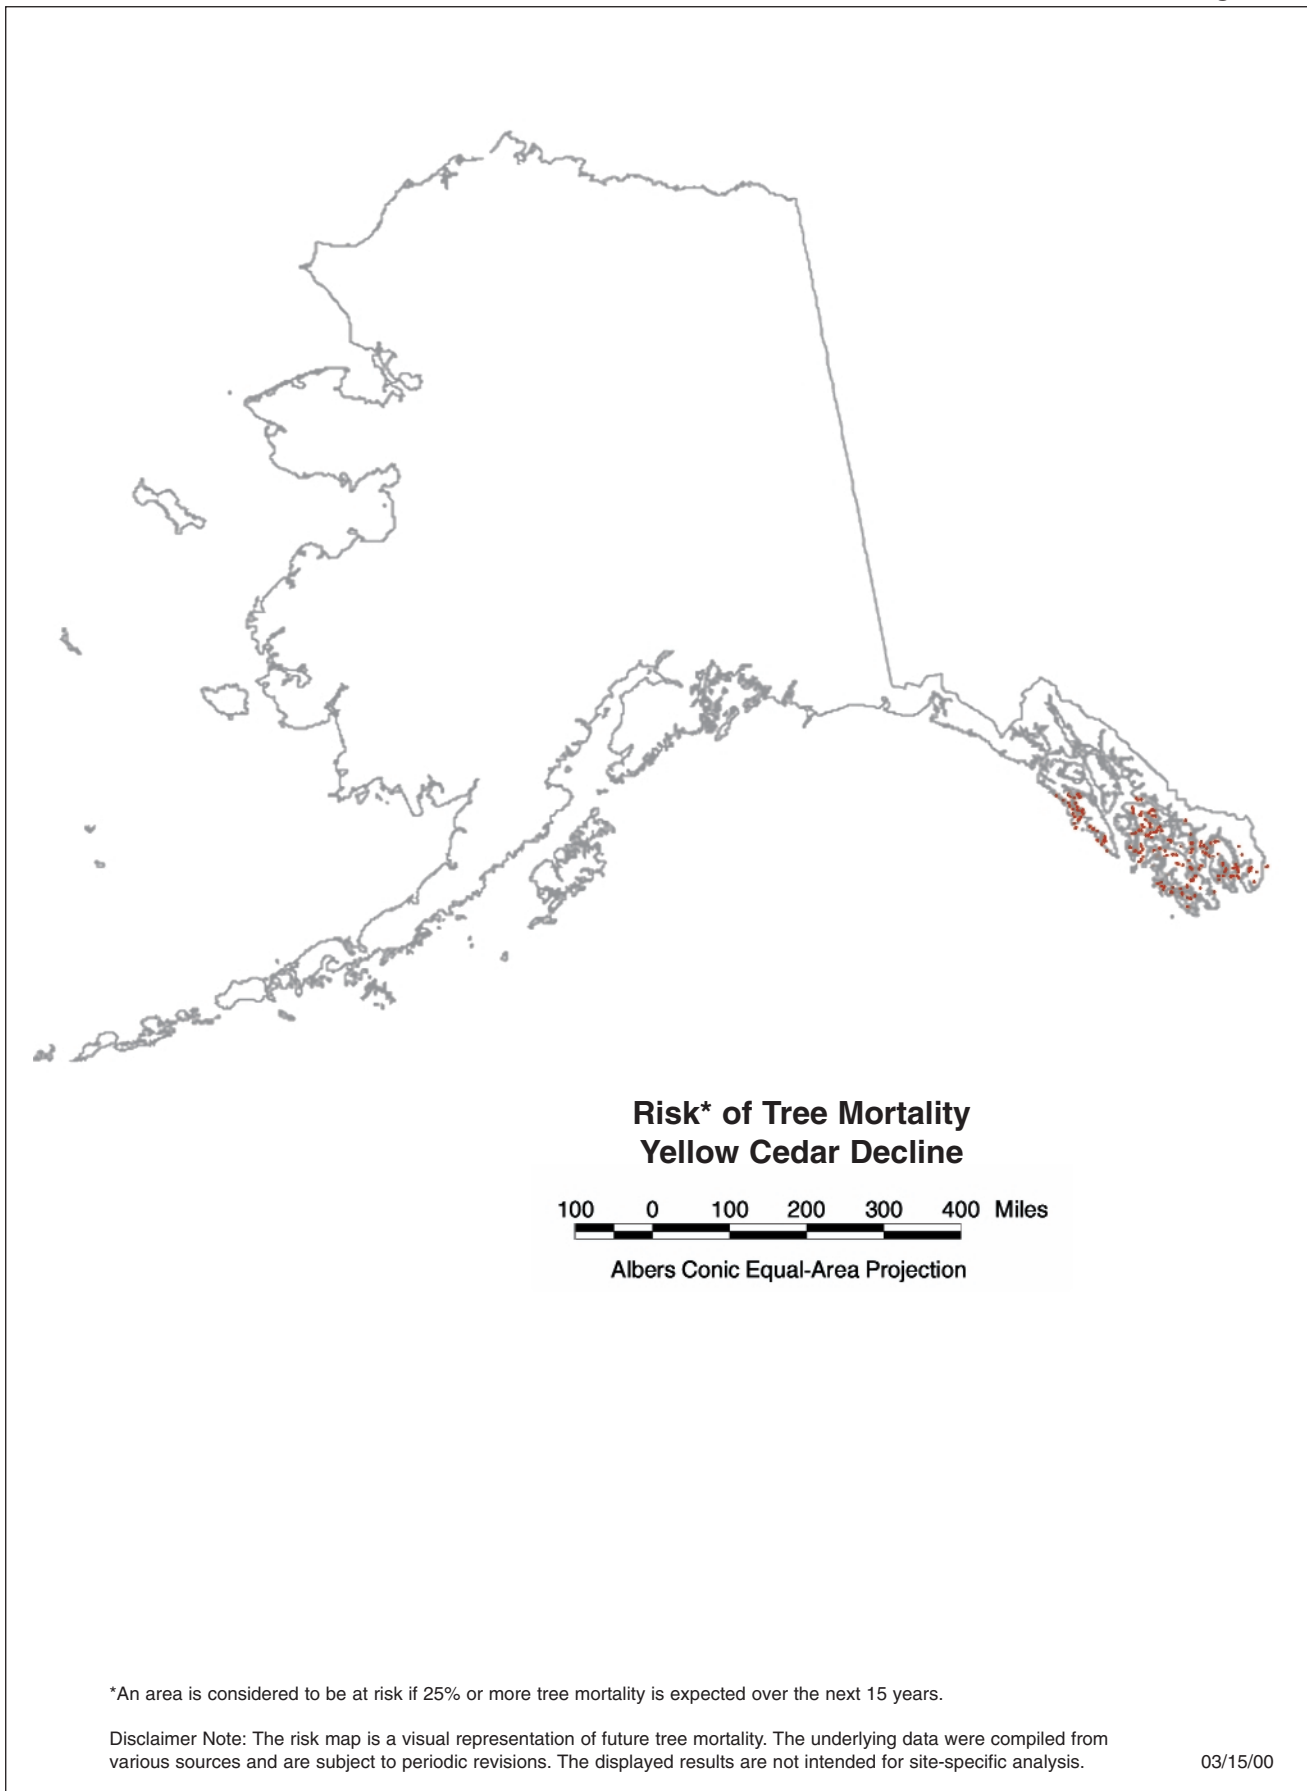 Risk* of Tree Mortality
Yellow Cedar Decline
100 0 100 200 300 400 Miles
Albers Conic Equal-Area Projection
*An area is considered to be at risk if 25% or more tree mortality is expected over the next 15 years.
Disclaimer Note: The risk map is a visual representation of future tree mortality. The underlying data were compiled from
various sources and are subject to periodic revisions. The displayed results are not intended for site-specific analysis. 03/15/00